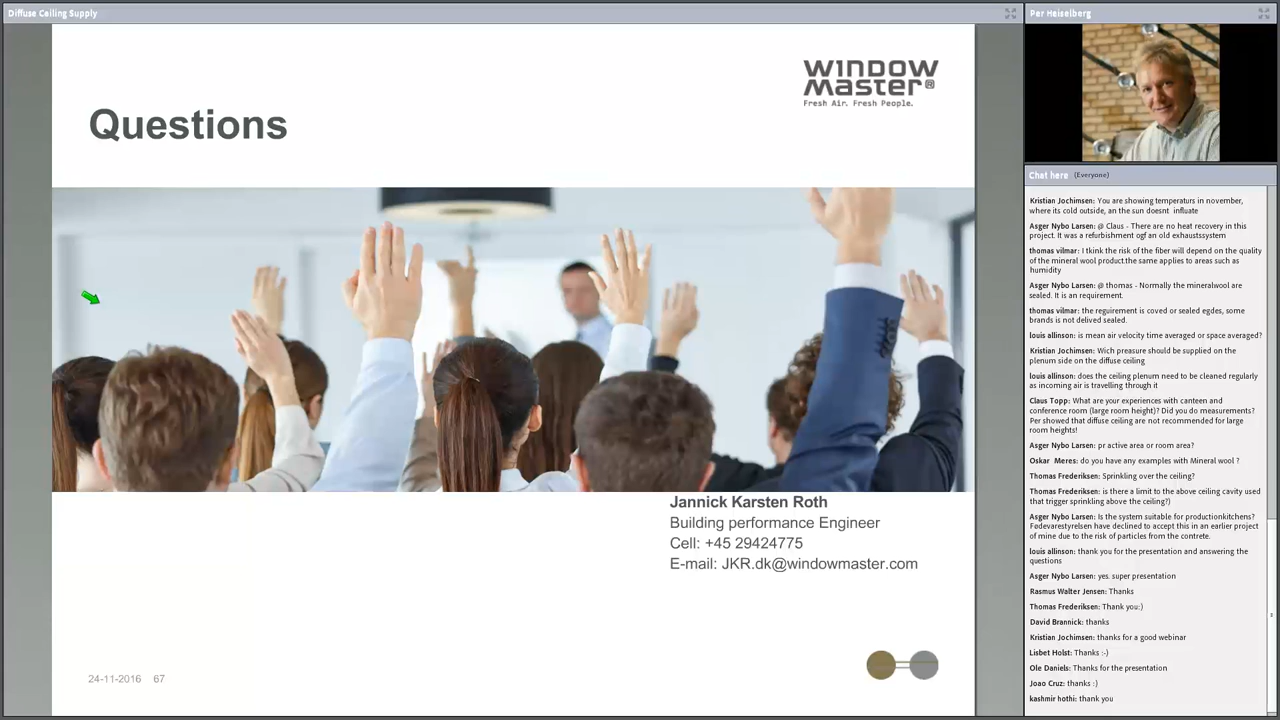 Diffuse Ceiling Supply
WINDOW
Master®
Fresh Air. Fresh People.
Questions
Jannick Karsten Roth
Building performance Engineer
Cell: +45 29424775
E-mail: JKR.dk@windowmaster.com
24-11-2016 67
Per Heiselberg
Chat here (Everyone)
Kristian Jochimsen: You are showing temperaturs in november,
where its cold outside, an the sun doesnt influate
Asger Nybo Larsen: @ Claus - There are no heat recovery in this
project. It was a refurbishment ogf an old exhaustssystem
thomas vilmar: I think the risk of the fiber will depend on the quality
of the mineral wool product.the same applies to areas such as
humidity
Asger Nybo Larsen: @ thomas - Normally the mineralwool are
sealed. It is an requirement.
thomas vilmar: the reguirement is coved or sealed egdes, some
brands is not delived sealed.
louis allinson: is mean air velocity time averaged or space averaged?
Kristian Jochimsen: Wich preasure should be supplied on the
plenum side on the diffuse ceiling
louis allinson: does the ceiling plenum need to be cleaned regularly
as incoming air is travelling through it
Claus Topp: What are your experiences with canteen and
conference room (large room height)? Did you do measurements?
Per showed that diffuse ceiling are not recommended for large
room heights!
Asger Nybo Larsen: pr active area or room area?
Oskar Meres: do you have any examples with Mineral wool ?
Thomas Frederiksen: Sprinkling over the ceiling?
Thomas Frederiksen: is there a limit to the above ceiling cavity used
that trigger sprinkling above the ceiling?)
Asger Nybo Larsen: Is the system suitable for productionkitchens?
Fødevarestyrelsen have declined to accept this in an earlier project
of mine due to the risk of particles from the contrete.
louis allinson: thank you for the presentation and answering the
questions
Asger Nybo Larsen: yes. super presentation
Rasmus Walter Jensen: Thanks
Thomas Frederiksen: Thank you:)
David Brannick: thanks
Kristian Jochimsen: thanks for a good webinar
Lisbet Holst: Thanks :-)
Ole Daniels: Thanks for the presentation
Joao Cruz: thanks :)
kashmir hothi: thank you